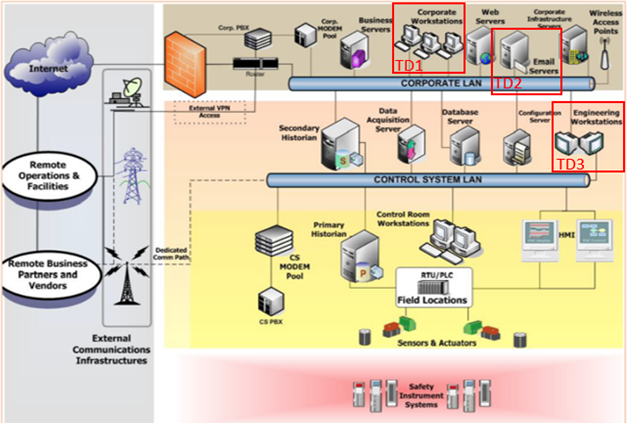 Corp. PBX
Corp.
MODEM
Pool
Business
Servers
Corporate
Workstations
TD1
Web
Servers
Corporate
Infrastructure
Servers
Email
Servers
TD2
Wireless
Access
Points
Internet
Router
CORPORATE LAN
External VPN
Access
Secondary
Historian
S
Data
Acquisition
Server
Database
Server
Configuration
Server
Engineering
Workstations
TD3
Remote
Operations &
Facilities
CONTROL SYSTEM LAN
Remote Business
Partners and
Vendors
Dedicated
Comm Path
CS
MODEM
Pool
CS PBX
Primary
Historian
P
Control Room
Workstations
HMI
RTU/PLC
Field Locations
Sensors & Actuators
External
Communications
Infrastructures
Safety
Instrument
Systems